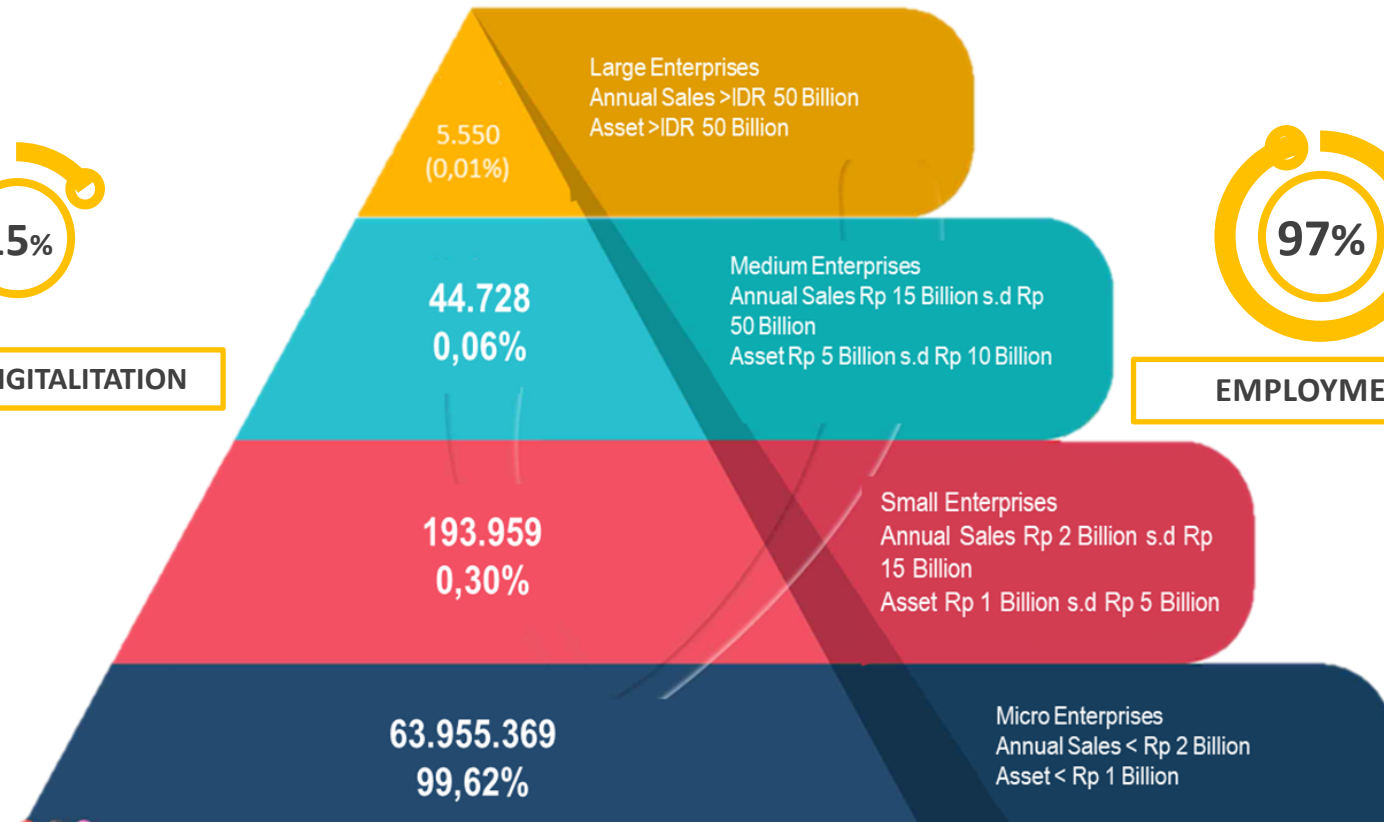 Large Enterprises
Annual Sales >IDR 50 Billion
Asset >IDR 50 Billion
5.550
(0,01%)
5%
97%
Medium Enterprises
Annual Sales Rp 15 Billion s.d Rp
50 Billion
Asset Rp 5 Billion s.d Rp 10 Billion
44.728
0,06%
IGITALITATION
EMPLOYME
Small Enterprises
Annual Sales Rp 2 Billion s.d Rp
15 Billion
Asset Rp 1 Billion s.d Rp 5 Billion
193.959
0,30%
63.955.369
99,62%
Micro Enterprises
Annual Sales < Rp 2 Billion
Asset < Rp 1 Billion